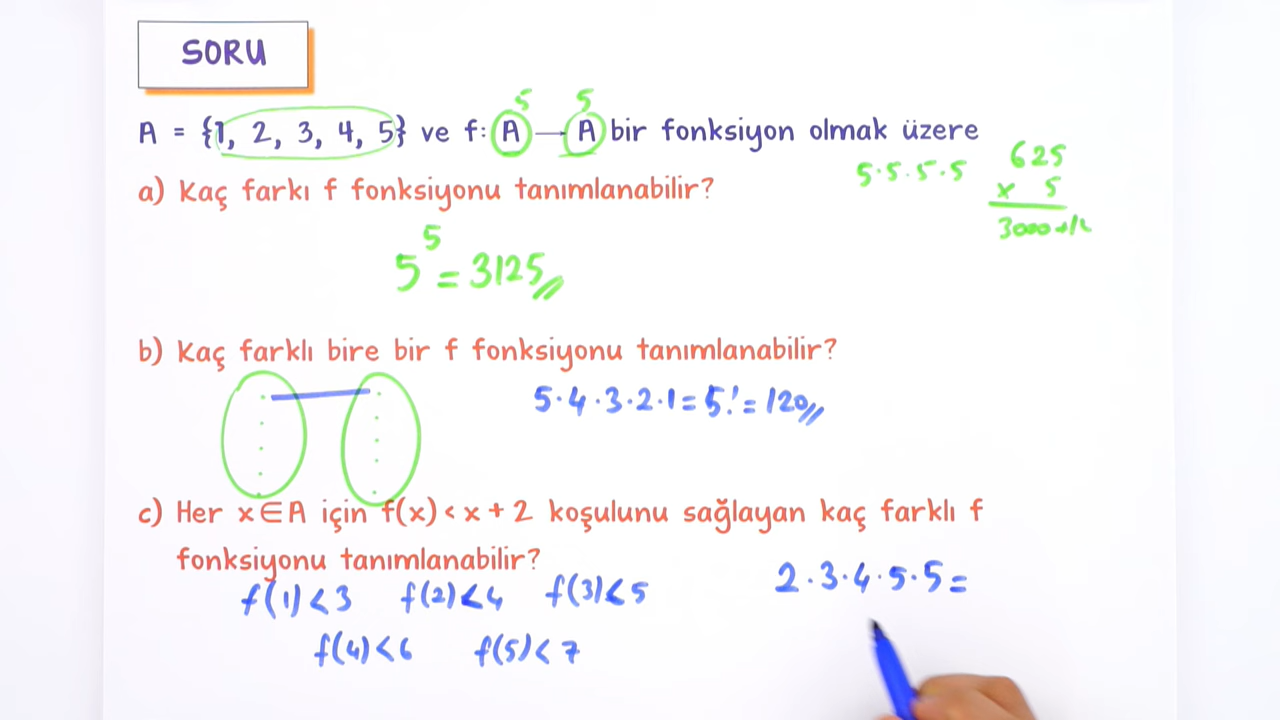 SORU
5 5
A = {1, 2, 3, 4, 5} ve f: A → A bir fonksiyon olmak üzere
5·5·5·5
625
x 5
3000+12
a) Kaç farkı f fonksiyonu tanımlanabilir?
5⁵ = 3125
b) Kaç farklı bire bir f fonksiyonu tanımlanabilir?
5·4·3·2·1 = 5! = 120
c) Her x∈A için f(x) < x + 2 koşulunu sağlayan kaç farklı f
fonksiyonu tanımlanabilir?
f(1)<3 f(2)<4 f(3)<5
2·3·4·5·5=
f(4)<6 f(5)<7